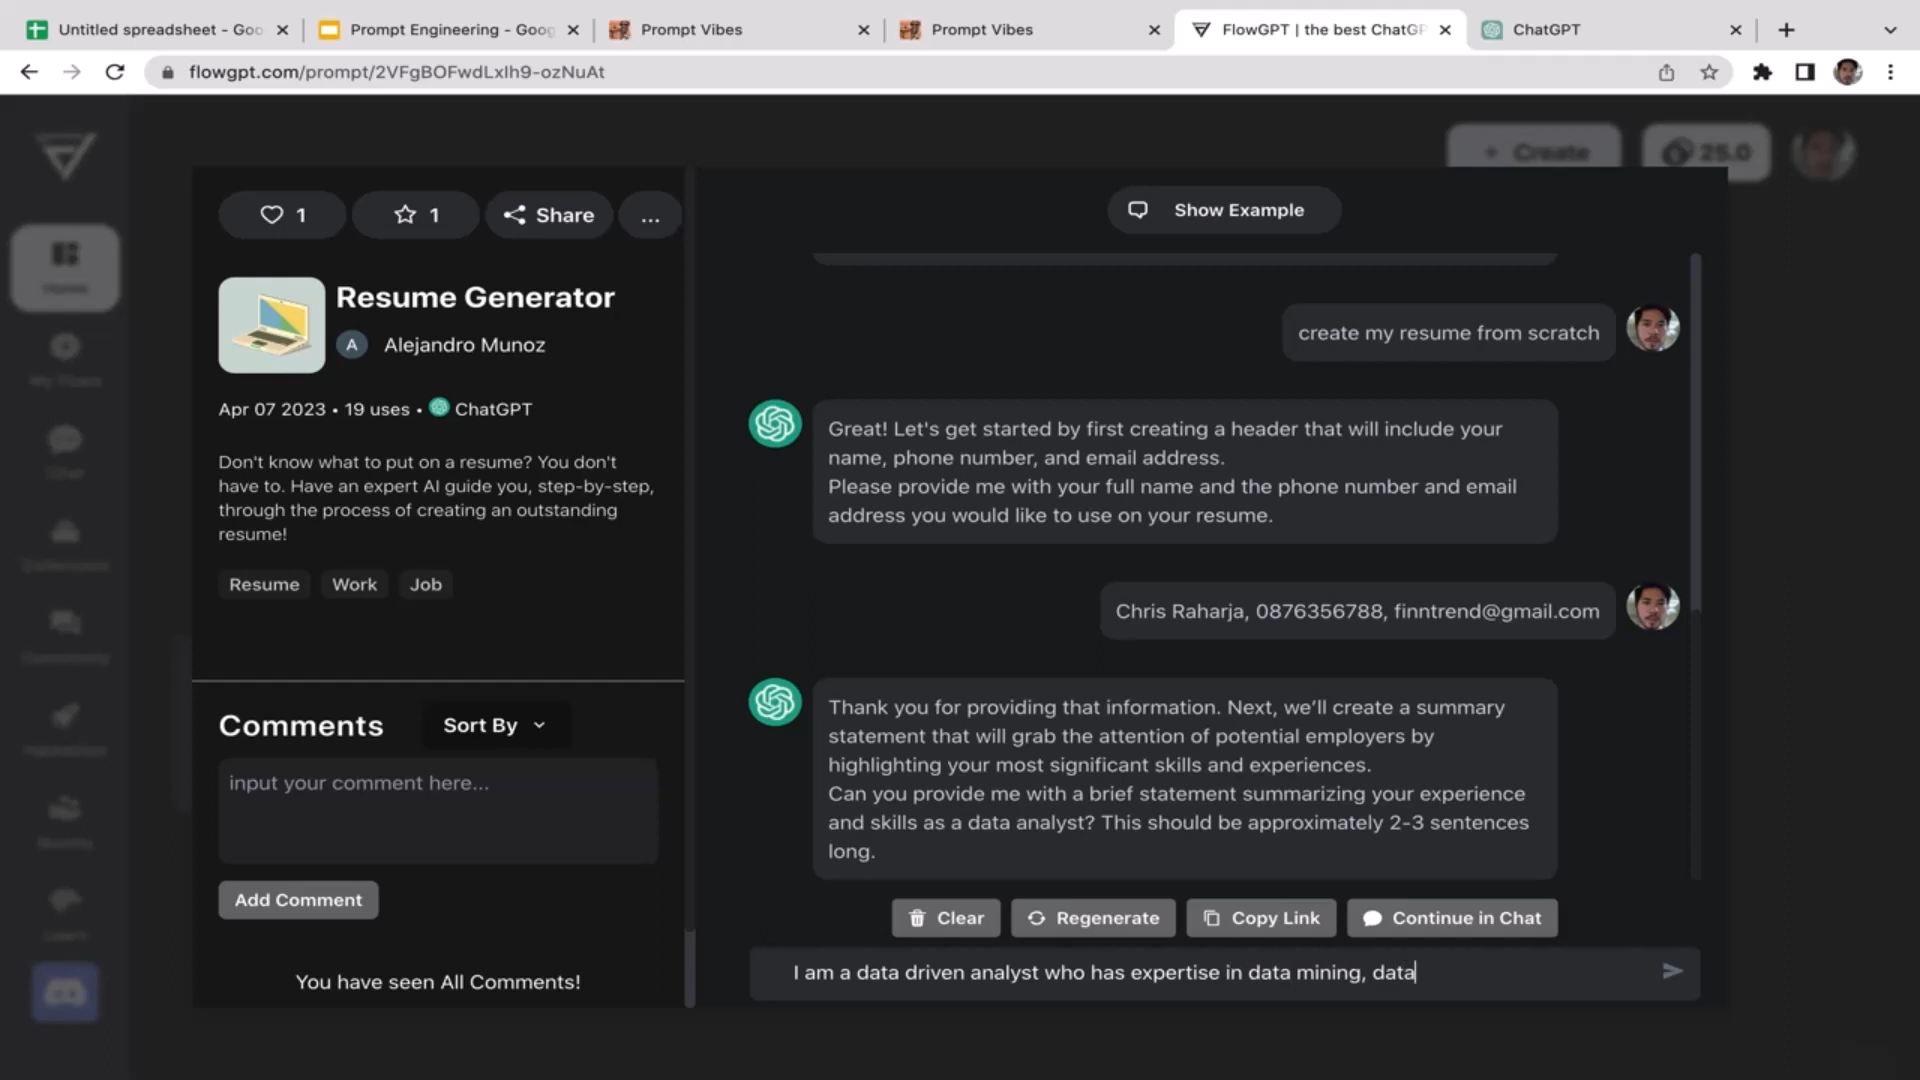 Untitled spreadsheet - Goo
Prompt Engineering - Goog
Prompt Vibes
Prompt Vibes
FlowGPT | the best ChatGP
ChatGPT
flowgpt.com/prompt/2VFgBOFwdLxIh9-ozNuAt
+ Create
25.0
Home
1
1
Share
...
Show Example
Resume Generator
A
Alejandro Munoz
Apr 07 2023 • 19 uses • ChatGPT
Don't know what to put on a resume? You don't
have to. Have an expert AI guide you, step-by-step,
through the process of creating an outstanding
resume!
Resume
Work
Job
Comments
Sort By
input your comment here...
Add Comment
You have seen All Comments!
create my resume from scratch
Great! Let's get started by first creating a header that will include your
name, phone number, and email address.
Please provide me with your full name and the phone number and email
address you would like to use on your resume.
Chris Raharja, 0876356788, finntrend@gmail.com
Thank you for providing that information. Next, we'll create a summary
statement that will grab the attention of potential employers by
highlighting your most significant skills and experiences.
Can you provide me with a brief statement summarizing your experience
and skills as a data analyst? This should be approximately 2-3 sentences
long.
Clear
Regenerate
Copy Link
Continue in Chat
I am a data driven analyst who has expertise in data mining, data